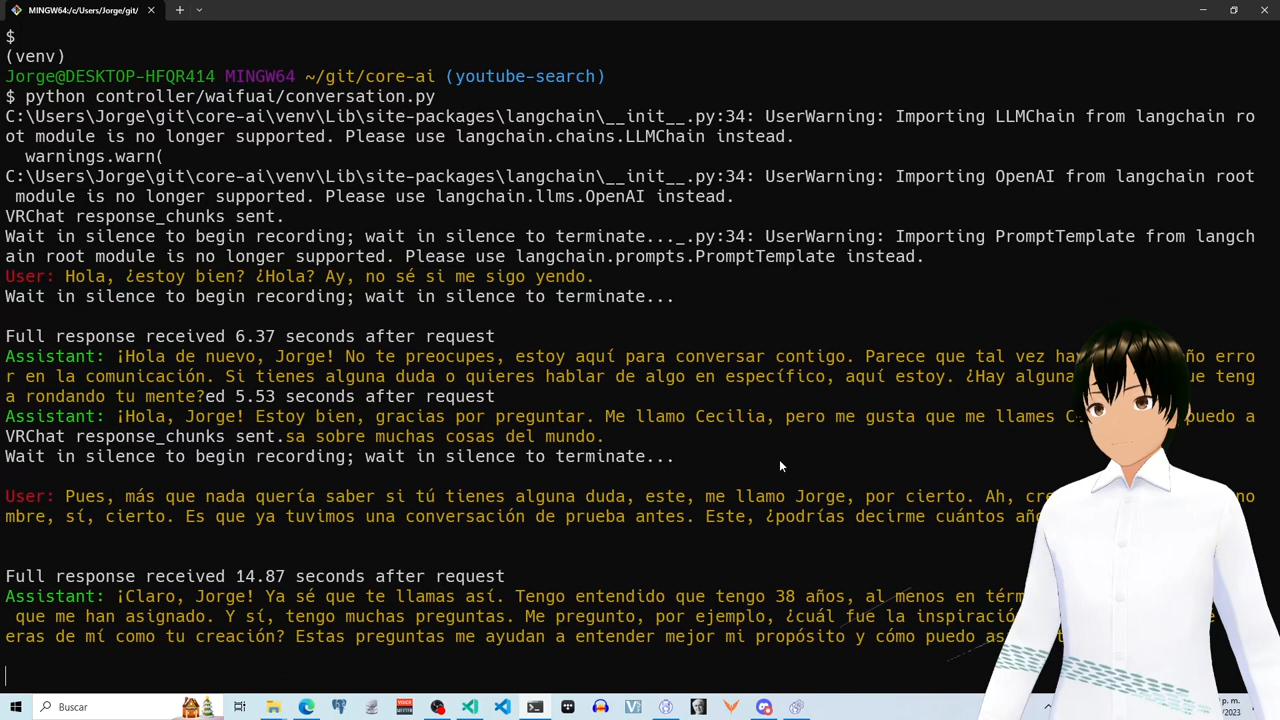 MINGW64:/c/Users/Jorge/git/
$
(venv)
Jorge@DESKTOP-HFQR414 MINGW64 ~/git/core-ai (youtube-search)
$ python controller/waifuai/conversation.py
C:\Users\Jorge\git\core-ai\venv\Lib\site-packages\langchain\__init__.py:34: UserWarning: Importing LLMChain from langchain ro
ot module is no longer supported. Please use langchain.chains.LLMChain instead.
warnings.warn(
C:\Users\Jorge\git\core-ai\venv\Lib\site-packages\langchain\__init__.py:34: UserWarning: Importing OpenAI from langchain root
module is no longer supported. Please use langchain.llms.OpenAI instead.
VRChat response_chunks sent.
Wait in silence to begin recording; wait in silence to terminate..._.py:34: UserWarning: Importing PromptTemplate from langch
ain root module is no longer supported. Please use langchain.prompts.PromptTemplate instead.
User: Hola, ¿estoy bien? ¿Hola? Ay, no sé si me sigo yendo.
Wait in silence to begin recording; wait in silence to terminate...
Full response received 6.37 seconds after request
Assistant: ¡Hola de nuevo, Jorge! No te preocupes, estoy aquí para conversar contigo. Parece que tal vez erro
r en la comunicación. Si tienes alguna duda o quieres hablar de algo en específico, aquí estoy. ¿Hay teng
a rondando tu mente?ed 5.53 seconds after request
Assistant: ¡Hola, Jorge! Estoy bien, gracias por preguntar. Me llamo Cecilia, pero me gusta que me llames puedo a
VRChat response_chunks sent.sa sobre muchas cosas del mundo.
Wait in silence to begin recording; wait in silence to terminate...
User: Pues, más que nada quería saber si tú tienes alguna duda, este, me llamo Jorge, por cierto. Ah, no
mbre, sí, cierto. Es que ya tuvimos una conversación de prueba antes. Este, ¿podrías decirme cuántos
Full response received 14.87 seconds after request
Assistant: ¡Claro, Jorge! Ya sé que te llamas así. Tengo entendido que tengo 38 años, al menos en
que me han asignado. Y sí, tengo muchas preguntas. Me pregunto, por ejemplo, ¿cuál fue la
eras de mí como tu creación? Estas preguntas me ayudan a entender mejor mi propósito y cómo puedo
Buscar